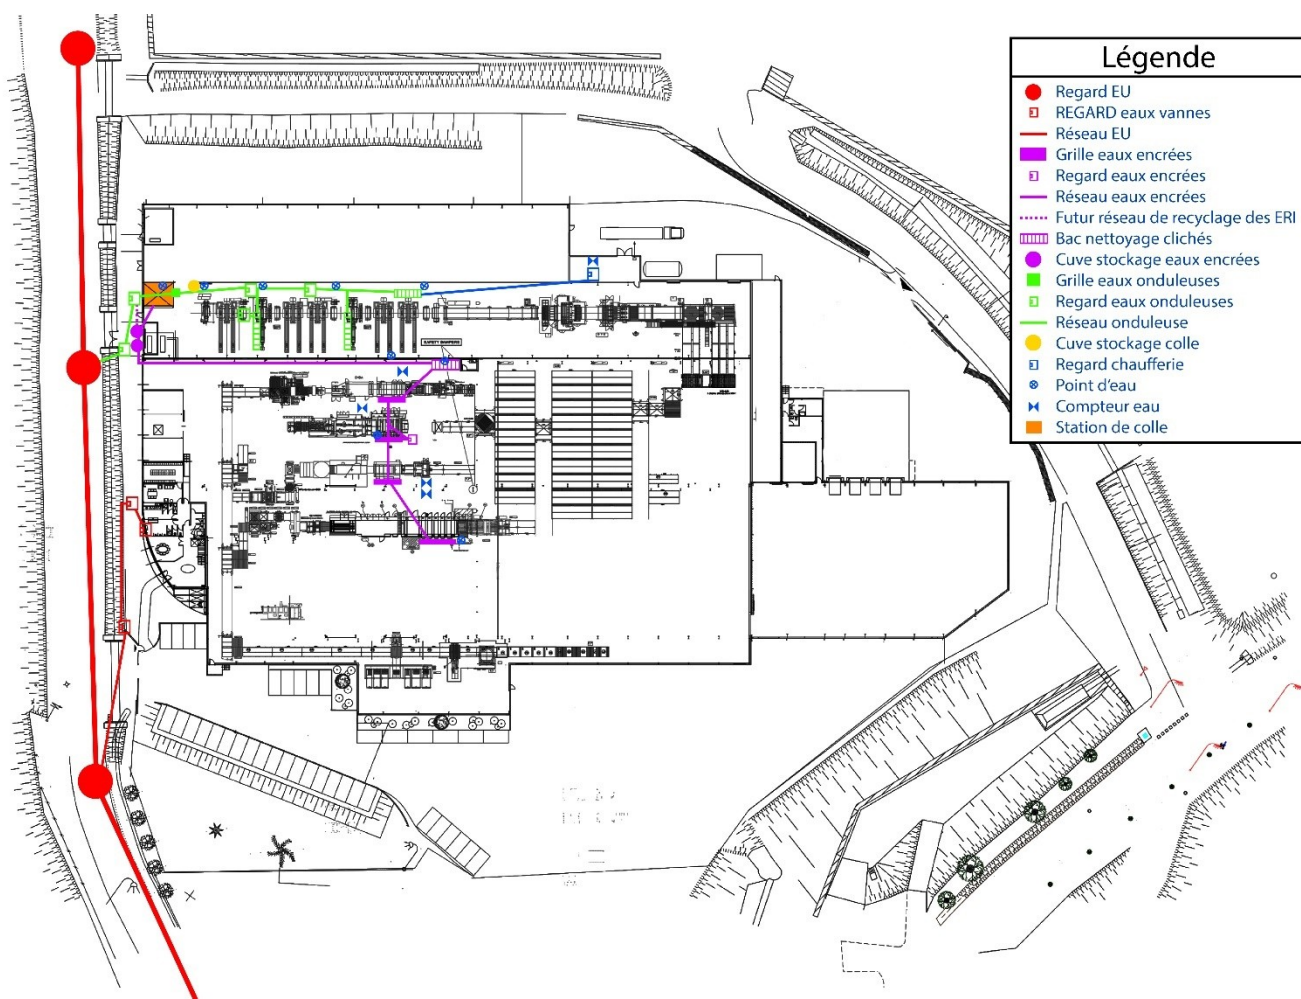 Légende
Regard EU
REGARD eaux vannes
Réseau EU
Grille eaux encrées
Regard eaux encrées
Réseau eaux encrées
Futur réseau de recyclage des ERI
Bac nettoyage clichés
Cuve stockage eaux encrées
Grille eaux onduleuses
Regard eaux onduleuses
Réseau onduleuse
Cuve stockage colle
Regard chaufferie
Point d'eau
Compteur eau
Station de colle